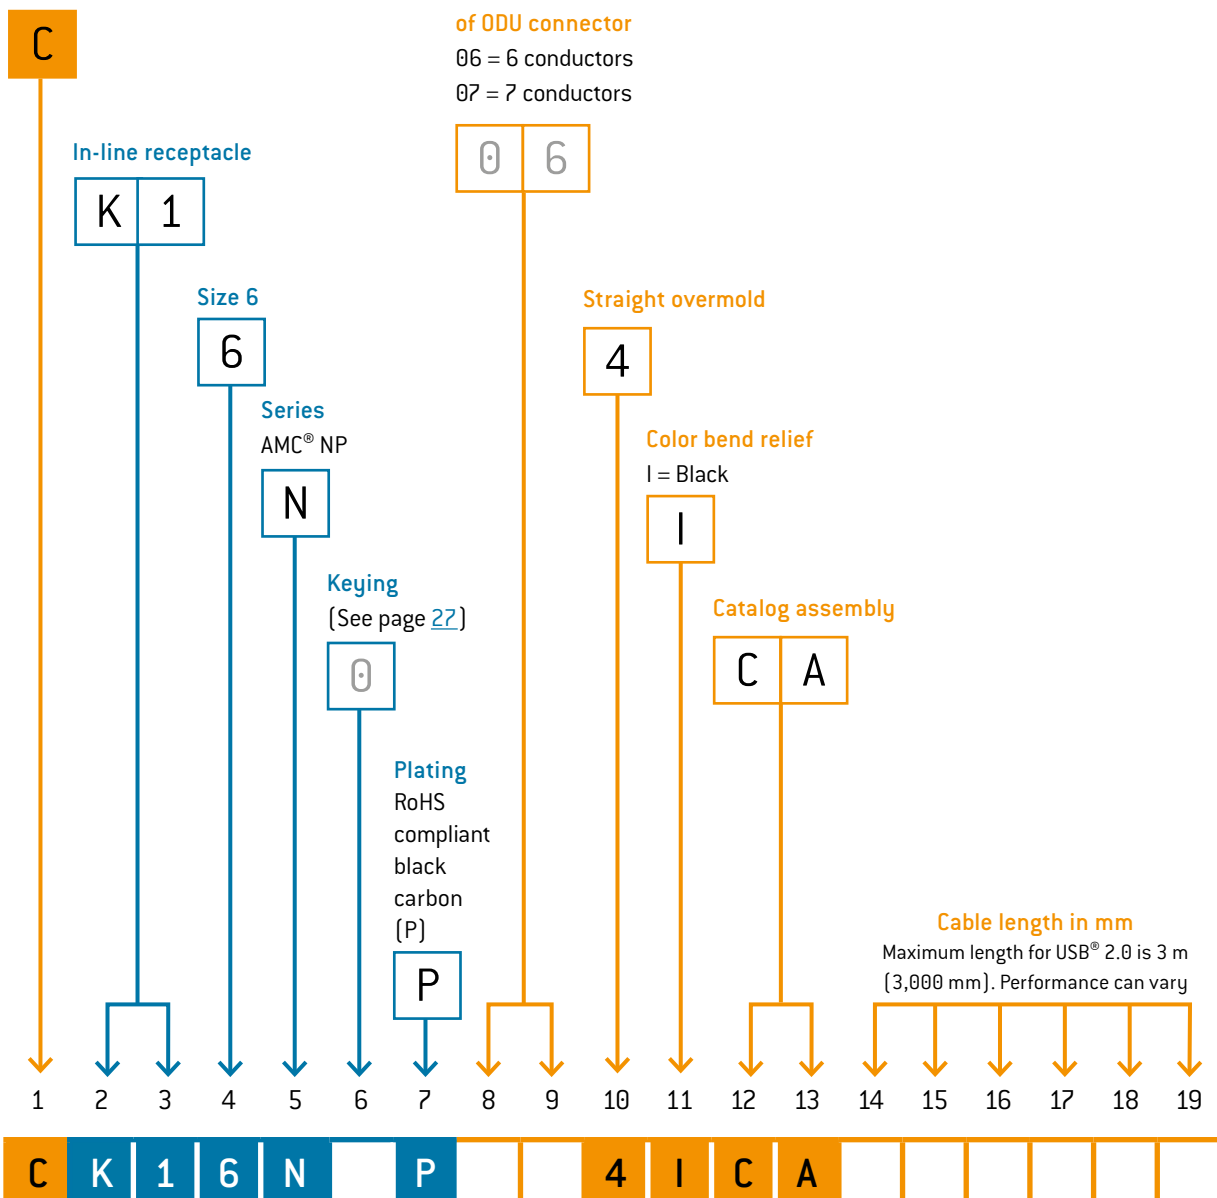 C
of ODU connector
06 = 6 conductors
07 = 7 conductors
0 6
In-line receptacle
K 1
Size 6
6
Straight overmold
4
Series
AMC® NP
N
Color bend relief
I = Black
I
Keying
(See page 27)
0
Catalog assembly
C A
Plating
RoHS
compliant
black
carbon
(P)
P
Cable length in mm
Maximum length for USB® 2.0 is 3 m
(3,000 mm). Performance can vary
1 2 3 4 5 6 7 8 9 10 11 12 13 14 15 16 17 18 19
C K 1 6 N P 4 I C A